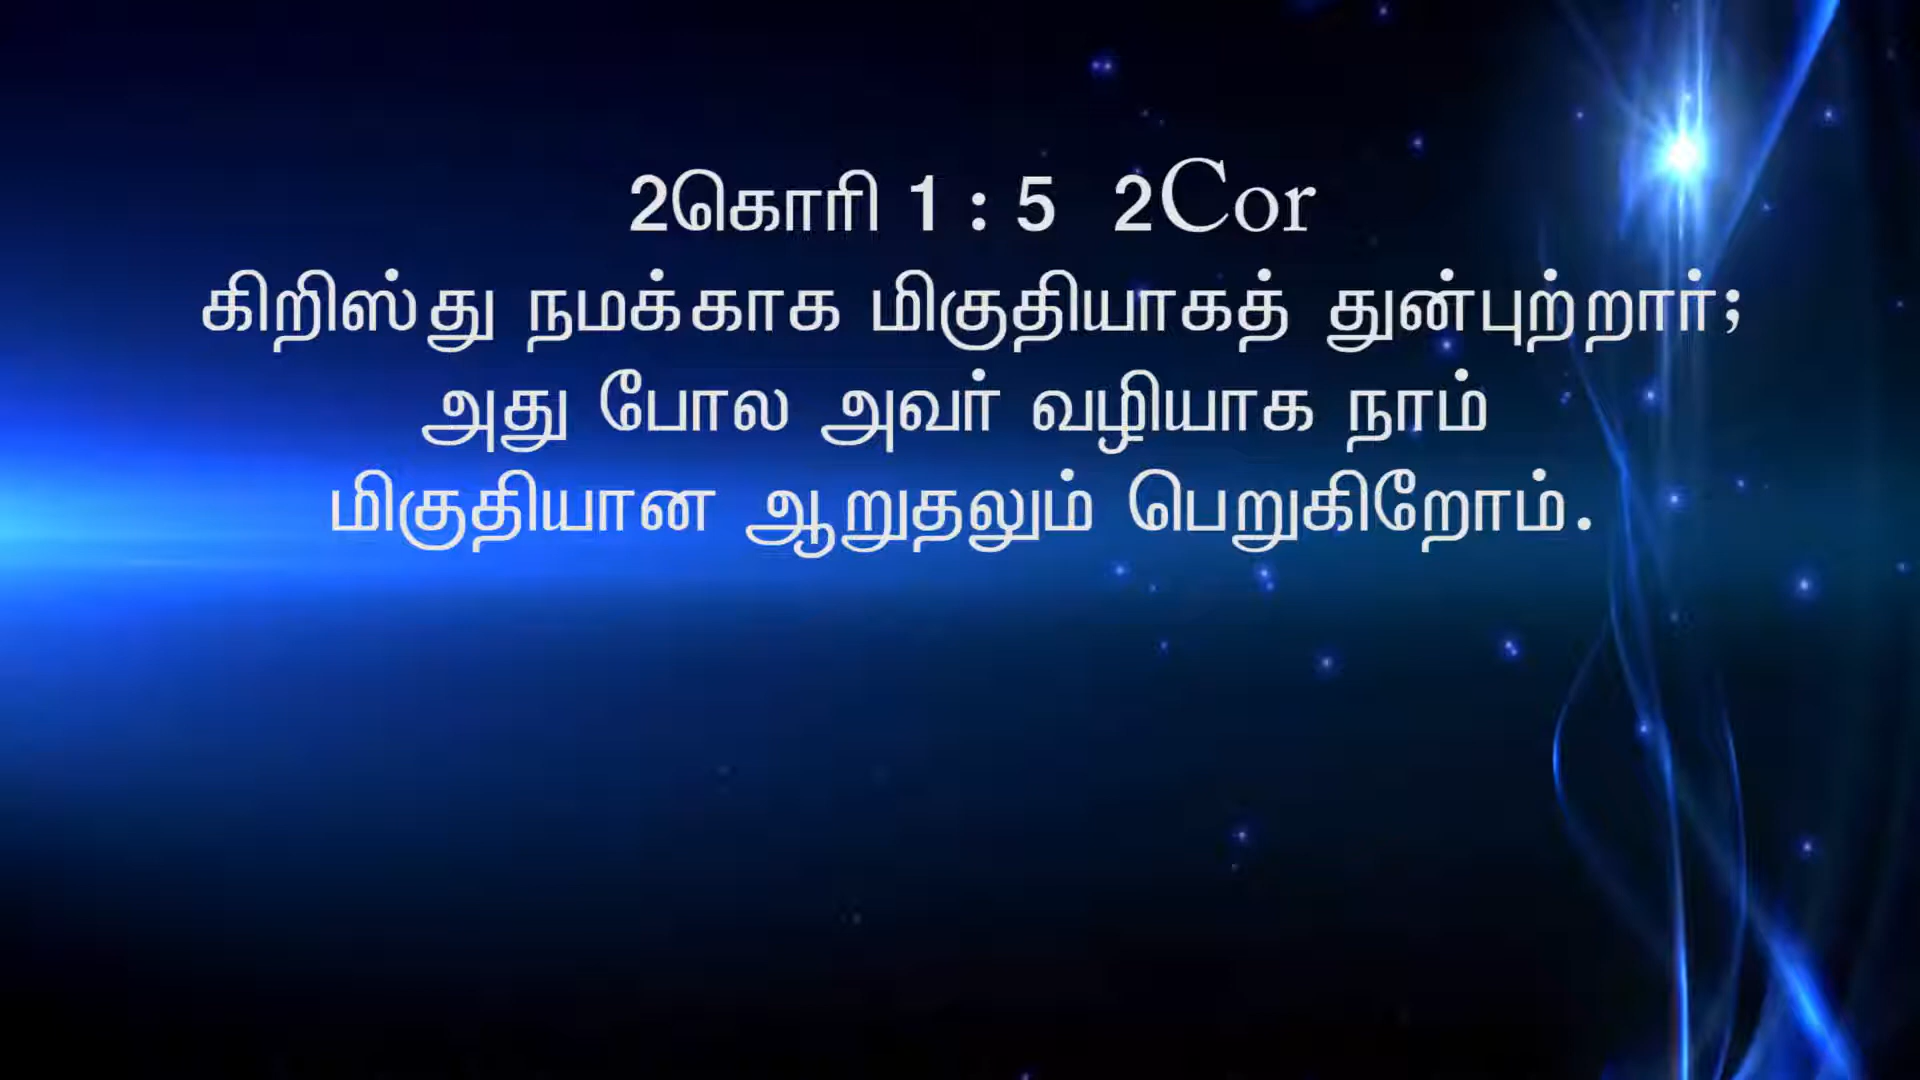 2கொரி 1 : 5 2Cor
கிறிஸ்து நமக்காக மிகுதியாகத் துன்புற்றார்;
அது போல அவர் வழியாக நாம்
மிகுதியான ஆறுதலும் பெறுகிறோம்.